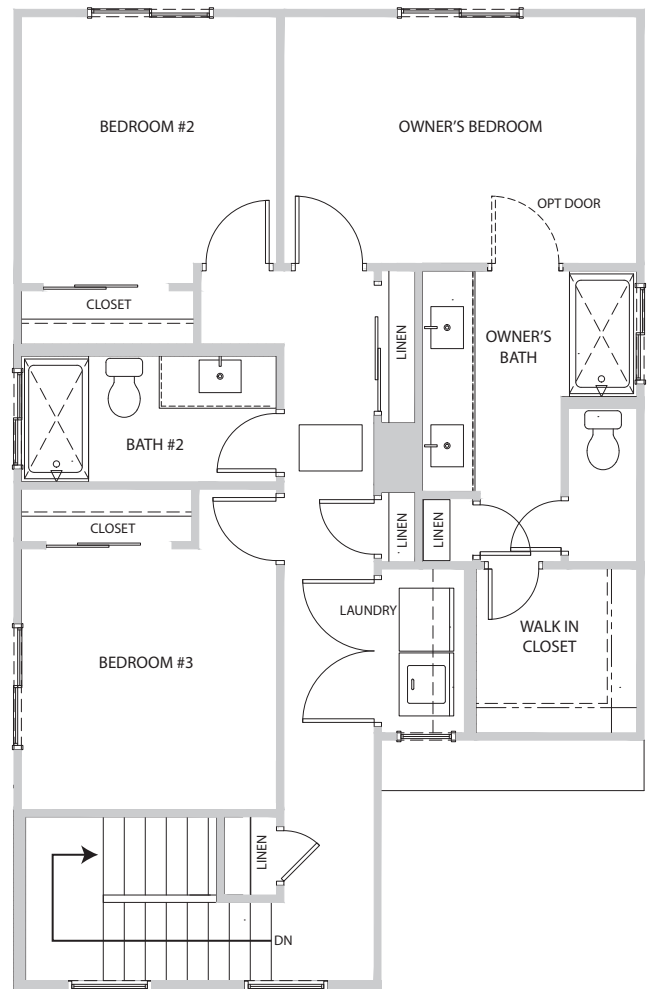 BEDROOM #2
OWNER'S BEDROOM
OPT DOOR
CLOSET
LINEN
OWNER'S
BATH
BATH #2
CLOSET
LINEN
LINEN
LAUNDRY
WALK IN
CLOSET
BEDROOM #3
LINEN
DN